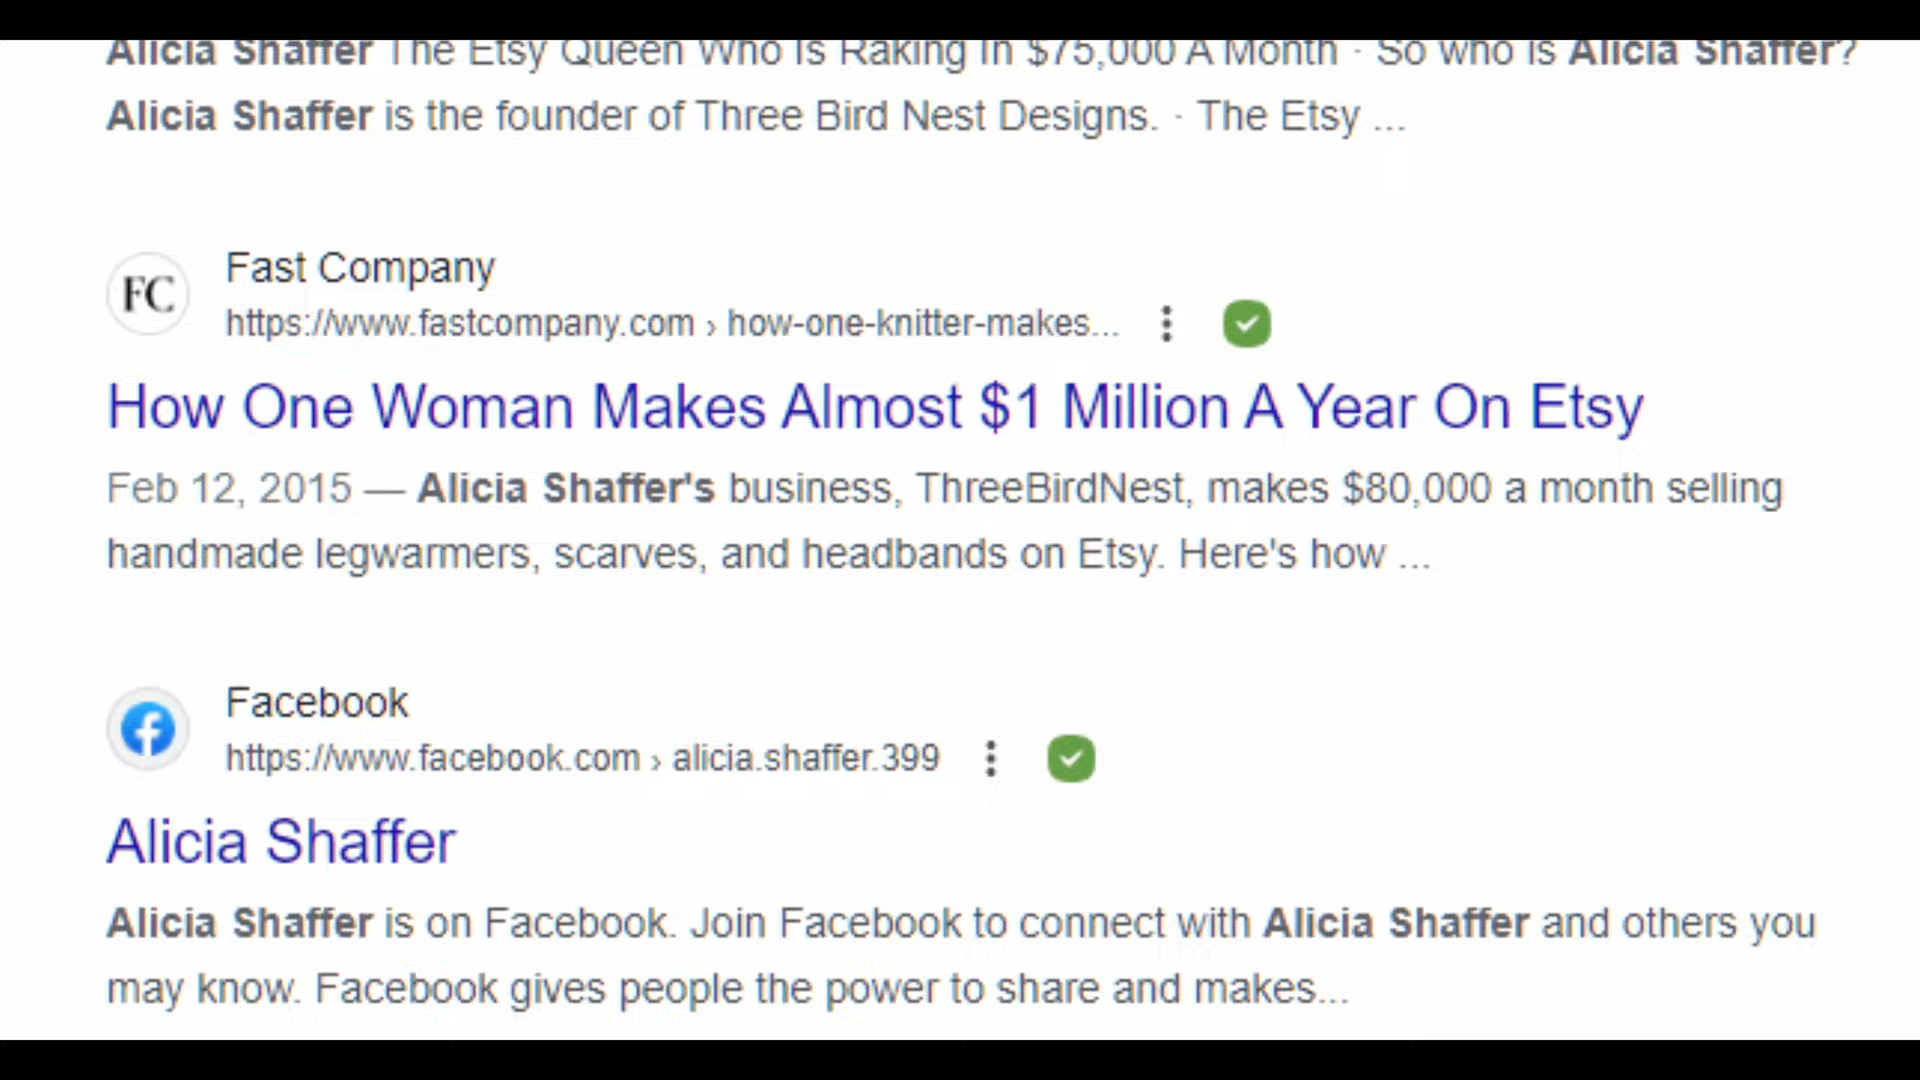 Alicia Shaffer The Etsy Queen Who Is Raking In $75,000 A Month · So who is Alicia Shaffer?
Alicia Shaffer is the founder of Three Bird Nest Designs. · The Etsy ...
FC
Fast Company
https://www.fastcompany.com › how-one-knitter-makes...
How One Woman Makes Almost $1 Million A Year On Etsy
Feb 12, 2015 — Alicia Shaffer's business, ThreeBirdNest, makes $80,000 a month selling
handmade legwarmers, scarves, and headbands on Etsy. Here's how ...
Facebook
https://www.facebook.com › alicia.shaffer.399
Alicia Shaffer
Alicia Shaffer is on Facebook. Join Facebook to connect with Alicia Shaffer and others you
may know. Facebook gives people the power to share and makes...